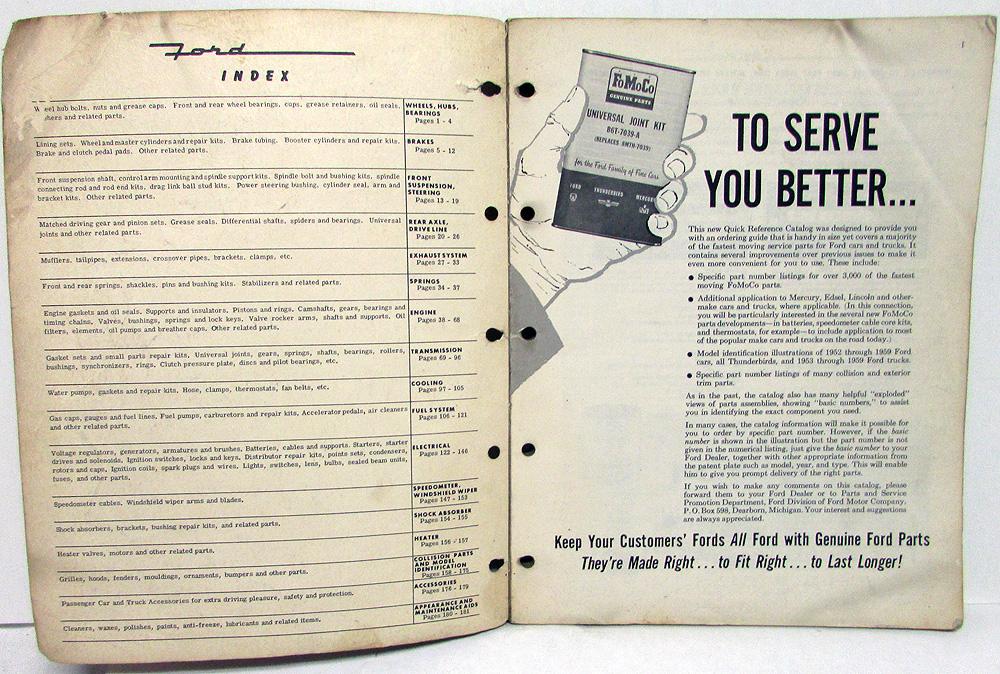 Ford
INDEX
eel hub bolts, nuts and grease caps. Front and rear wheel bearings, cups, grease retainers, oil seals,
hers and related parts.
WHEELS, HUBS,
BEARINGS
Pages 1 - 4
Lining sets. Wheel and master cylinders and repair kits. Brake tubing. Booster cylinders and repair kits.
Brake and clutch pedal pads. Other related parts.
BRAKES
Pages 5 - 12
Front suspension shaft, control arm mounting and spindle support kits. Spindle bolt and bushing kits, spindle
connecting rod and rod end kits, drag link ball stud kits. Power steering bushing, cylinder seal, arm and
bracket kits. Other related parts.
FRONT
SUSPENSION,
STEERING
Pages 13 - 19
Matched driving gear and pinion sets. Grease seals. Differential shafts, spiders and bearings. Universal
joints and other related parts.
REAR AXLE,
DRIVE LINE
Pages 20 - 26
Mufflers, tailpipes, extensions, crossover pipes, brackets, clamps, etc.
EXHAUST SYSTEM
Pages 27 - 33
Front and rear springs, shackles, pins and bushing kits. Stabilizers and related parts.
SPRINGS
Pages 34 - 37
Engine gaskets and oil seals. Supports and insulators. Pistons and rings. Camshafts, gears, bearings and
timing chains. Valves, bushings, springs and lock keys. Valve rocker arms, shafts and supports. Oil
filters, elements, oil pumps and breather caps. Other related parts.
ENGINE
Pages 38 - 68
Gasket sets and small parts repair kits. Universal joints, gears, springs, shafts, bearings, rollers,
bushings, synchronizers, rings. Clutch pressure plate, discs and pilot bearings, etc.
TRANSMISSION
Pages 69 - 96
Water pumps, gaskets and repair kits. Hose, clamps, thermostats, fan belts, etc.
COOLING
Pages 97 - 105
Gas caps, gauges and fuel lines. Fuel pumps, carburetors and repair kits. Accelerator pedals, air cleaners
and other related parts.
FUEL SYSTEM
Pages 106 - 121
Voltage regulators, generators, armatures and brushes. Batteries, cables and supports. Starters, starter
drives and solenoids. Ignition switches, locks and keys. Distributor repair kits, points sets, condensers,
rotors and caps. Ignition coils, spark plugs and wires. Lights, switches, lens, bulbs, sealed beam units,
fuses, and other parts.
ELECTRICAL
Pages 122 - 146
Speedometer cables. Windshield wiper arms and blades.
SPEEDOMETER,
WINDSHIELD WIPER
Pages 147 - 153
Shock absorbers, brackets, bushing repair kits, and related parts.
SHOCK ABSORBER
Pages 154 - 155
Heater valves, motors and other related parts.
HEATER
Pages 156 - 157
Grilles, hoods, fenders, mouldings, ornaments, bumpers and other parts.
COLLISION PARTS
AND MODEL
IDENTIFICATION
Pages 158 - 175
Passenger Car and Truck Accessories for extra driving pleasure, safety and protection.
ACCESSORIES
Pages 176 - 179
Cleaners, waxes, polishes, paints, anti-freeze, lubricants and related items.
APPEARANCE AND
MAINTENANCE AIDS
Pages 180 - 181
1
FoMoCo
GENUINE PARTS
UNIVERSAL JOINT KIT
B6T-7039-A
(REPLACES 8MTH-7039)
for the Ford Family of Fine Cars
FORD THUNDERBIRD MERCURY
TO SERVE
YOU BETTER...
This new Quick Reference Catalog was designed to provide you
with an ordering guide that is handy in size yet covers a majority
of the fastest moving service parts for Ford cars and trucks. It
contains several improvements over previous issues to make it
even more convenient for you to use. These include:
● Specific part number listings for over 3,000 of the fastest
moving FoMoCo parts.
● Additional application to Mercury, Edsel, Lincoln and other-
make cars and trucks, where applicable. (In this connection,
you will be particularly interested in the several new FoMoCo
parts developments—in batteries, speedometer cable core kits,
and thermostats, for example—to include application to most
of the popular make cars and trucks on the road today.)
● Model identification illustrations of 1952 through 1959 Ford
cars, all Thunderbirds, and 1953 through 1959 Ford trucks.
● Specific part number listings of many collision and exterior
trim parts.
As in the past, the catalog also has many helpful "exploded"
views of parts assemblies, showing "basic numbers," to assist
you in identifying the exact component you need.
In many cases, the catalog information will make it possible for
you to order by specific part number. However, if the basic
number is shown in the illustration but the part number is not
given in the numerical listing, just give the basic number to your
Ford Dealer, together with other appropriate information from
the patent plate such as model, year, and type. This will enable
him to give you prompt delivery of the right parts.
If you wish to make any comments on this catalog, please
forward them to your Ford Dealer or to Parts and Service
Promotion Department, Ford Division of Ford Motor Company,
P. O. Box 598, Dearborn, Michigan. Your interest and suggestions
are always appreciated.
Keep Your Customers' Fords All Ford with Genuine Ford Parts
They're Made Right...to Fit Right...to Last Longer!